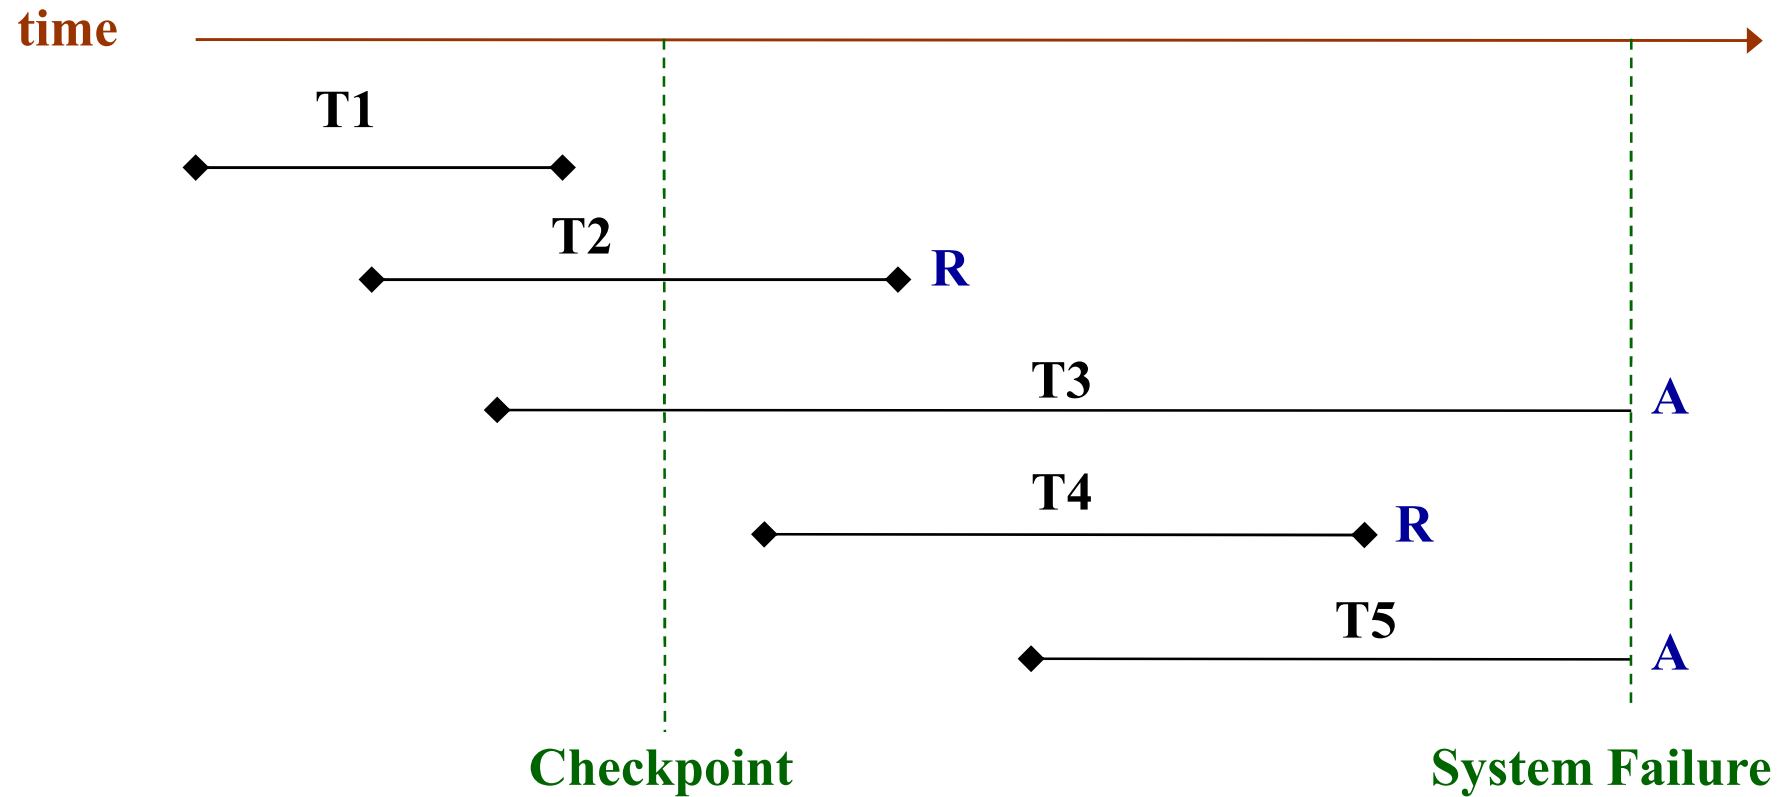 time
T1
T2
R
T3
A
T4
R
T5
A
Checkpoint
System Failure